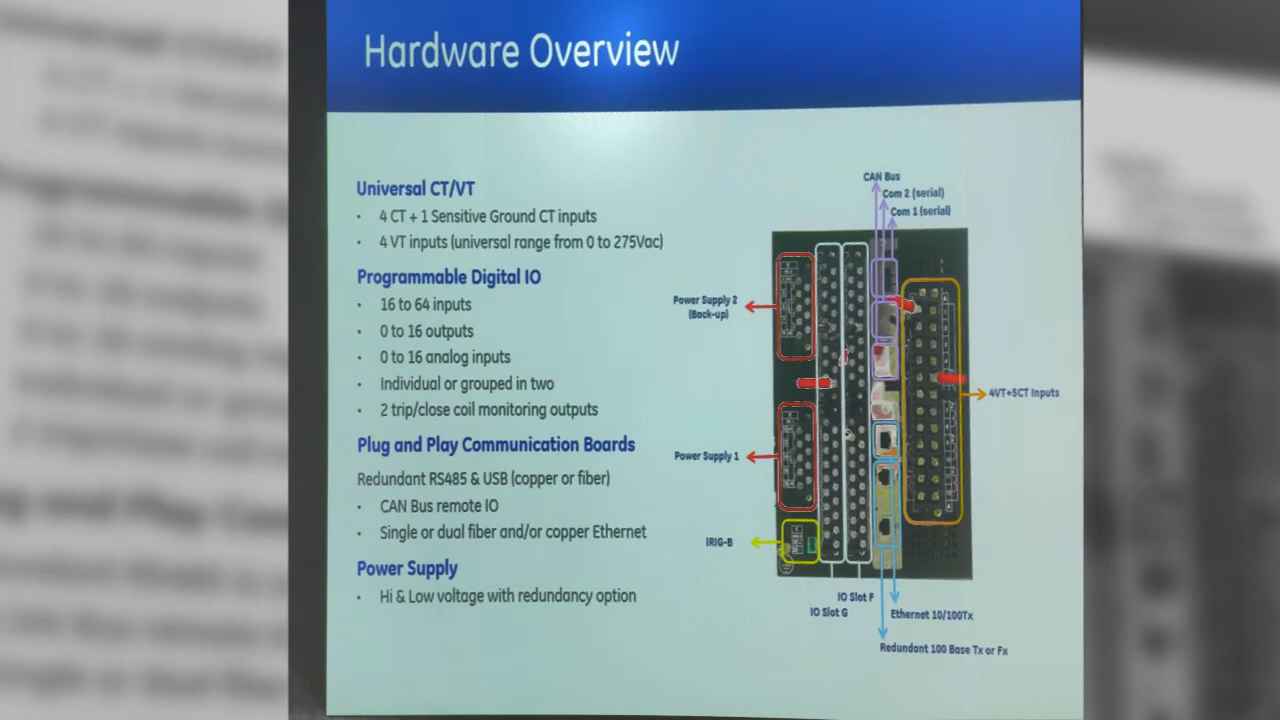 Hardware Overview
Universal CT/VT
• 4 CT + 1 Sensitive Ground CT inputs
• 4 VT inputs (universal range from 0 to 275Vac)
Programmable Digital IO
• 16 to 64 inputs
• 0 to 16 outputs
• 0 to 16 analog inputs
• Individual or grouped in two
• 2 trip/close coil monitoring outputs
Plug and Play Communication Boards
Redundant RS485 & USB (copper or fiber)
• CAN Bus remote IO
• Single or dual fiber and/or copper Ethernet
Power Supply
• Hi & Low voltage with redundancy option
CAN Bus
Com 2 (serial)
Com 1 (serial)
Power Supply 2
(Back-up)
4VT+5CT Inputs
Power Supply 1
IRIG-B
IO Slot F
IO Slot G
Ethernet 10/100Tx
Redundant 100 Base Tx or Fx